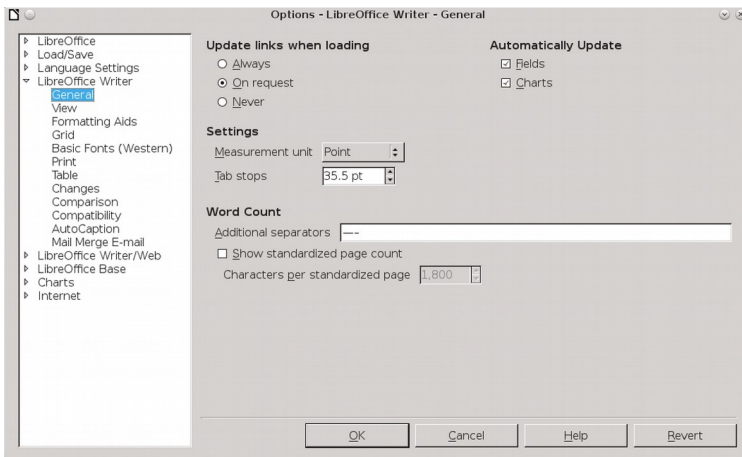 Options - LibreOffice Writer - General
LibreOffice
Load/Save
Language Settings
LibreOffice Writer
General
View
Formatting Aids
Grid
Basic Fonts (Western)
Print
Table
Changes
Comparison
Compatibility
AutoCaption
Mail Merge E-mail
LibreOffice Writer/Web
LibreOffice Base
Charts
Internet
Update links when loading
Always
On request
Never
Automatically Update
Fields
Charts
Settings
Measurement unit Point
Tab stops 35.5 pt
Word Count
Additional separators —–
Show standardized page count
Characters per standardized page 1,800
OK Cancel Help Revert